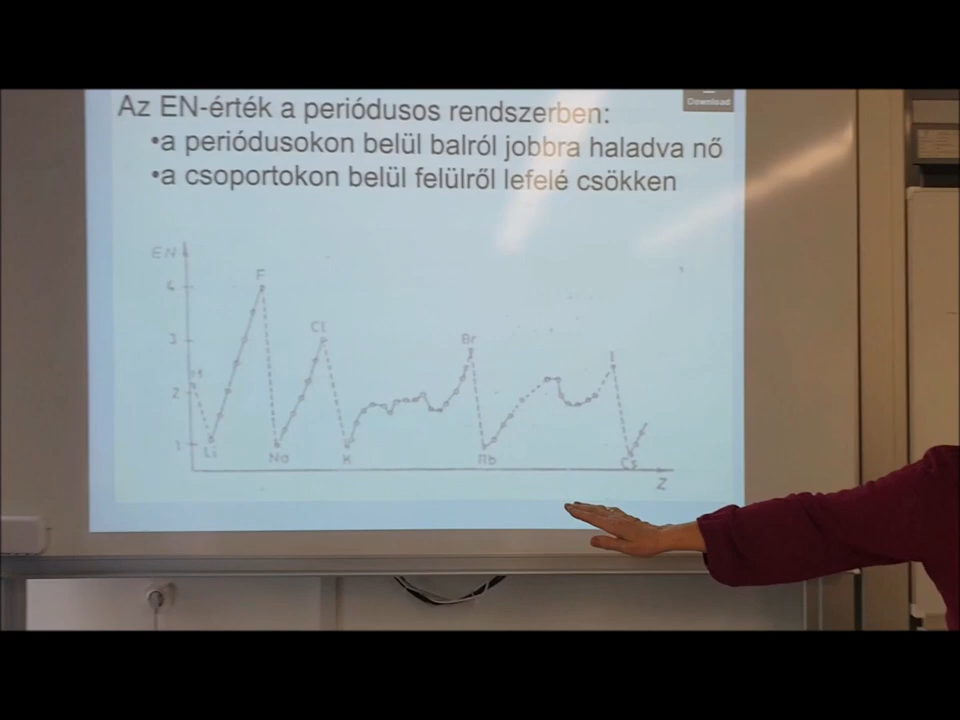 Az EN-érték a periódusos rendszerben:
•a periódusokon belül balról jobbra haladva nő
•a csoportokon belül felülről lefelé csökken
Download
EN
F
4
Cl
3
Br
I
H
2
1
Li
Na
K
Rb
Cs
Z